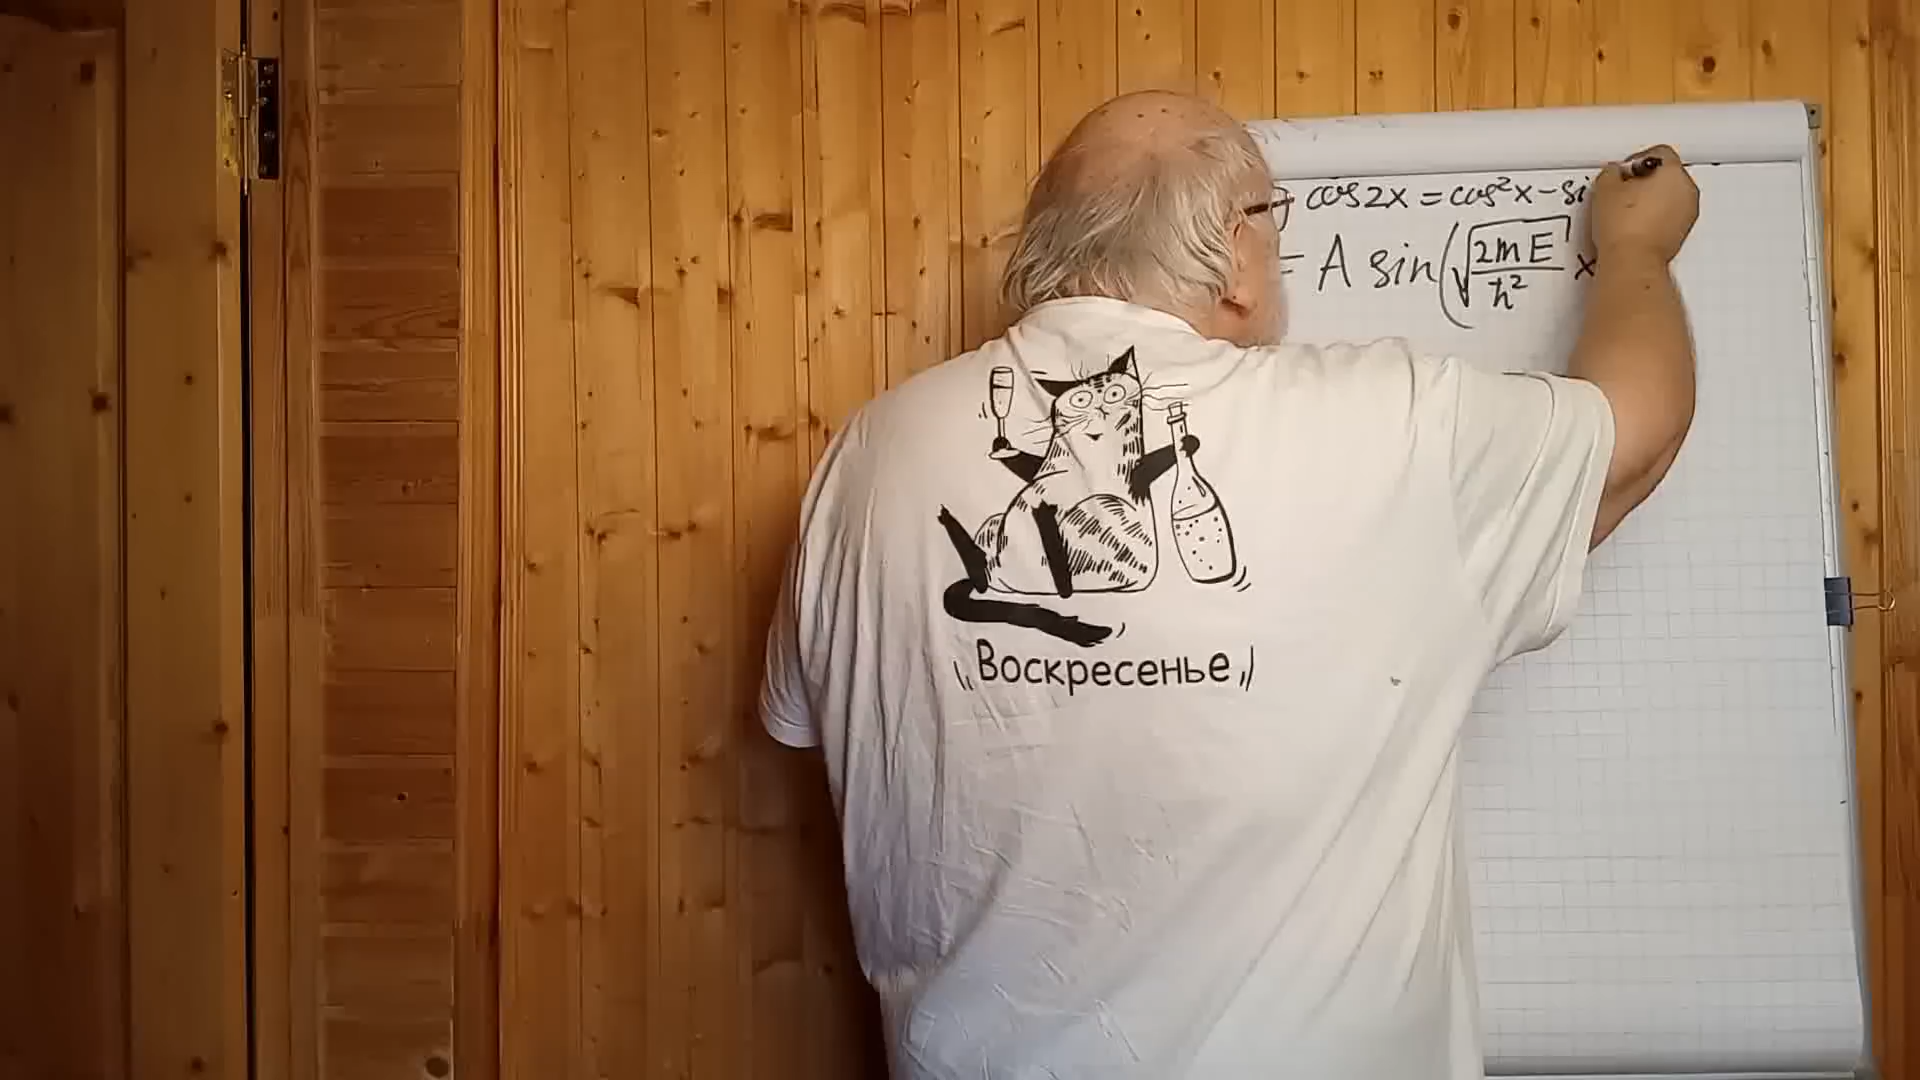 cos2x = cos²x - si
= A sin(√(2mE/ħ²) x
Воскресенье